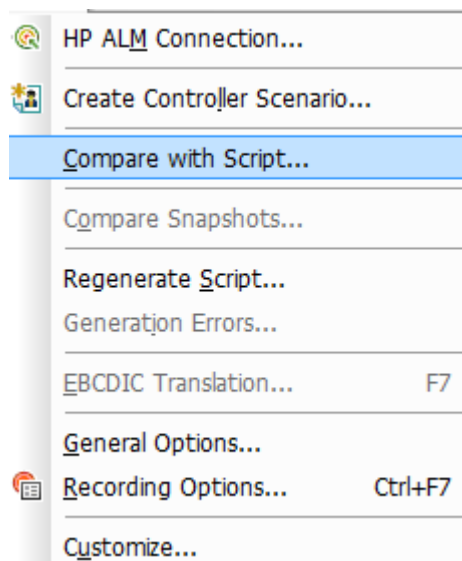 HP ALM Connection...
Create Controller Scenario...
Compare with Script...
Compare Snapshots...
Regenerate Script...
Generation Errors...
EBCDIC Translation... F7
General Options...
Recording Options... Ctrl+F7
Customize...